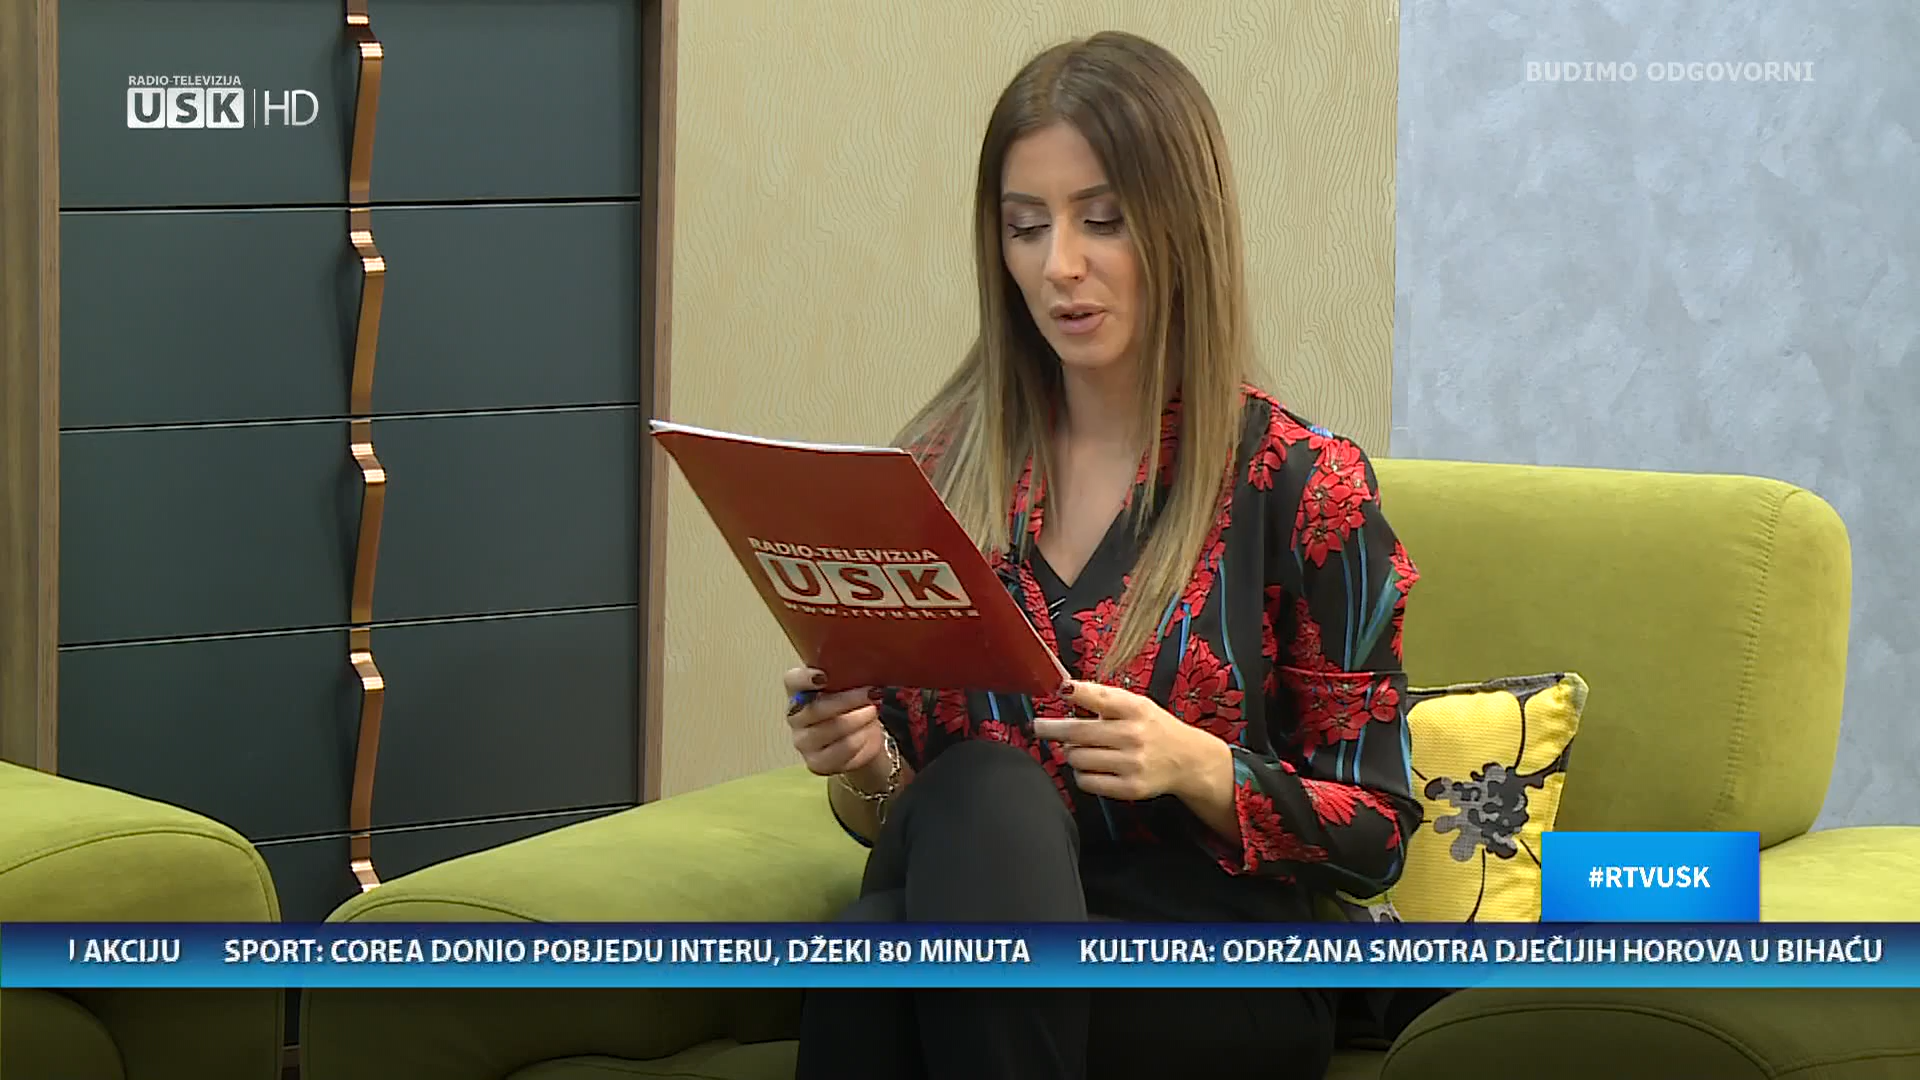 RADIO-TELEVIZIJA
USK HD
BUDIMO ODGOVORNI
RADIO-TELEVIZIJA
USK
www.rtvusk.ba
#RTVUSK
J AKCIJU SPORT: COREA DONIO POBJEDU INTERU, DŽEKI 80 MINUTA KULTURA: ODRŽANA SMOTRA DJEČIJIH HOROVA U BIHAĆU